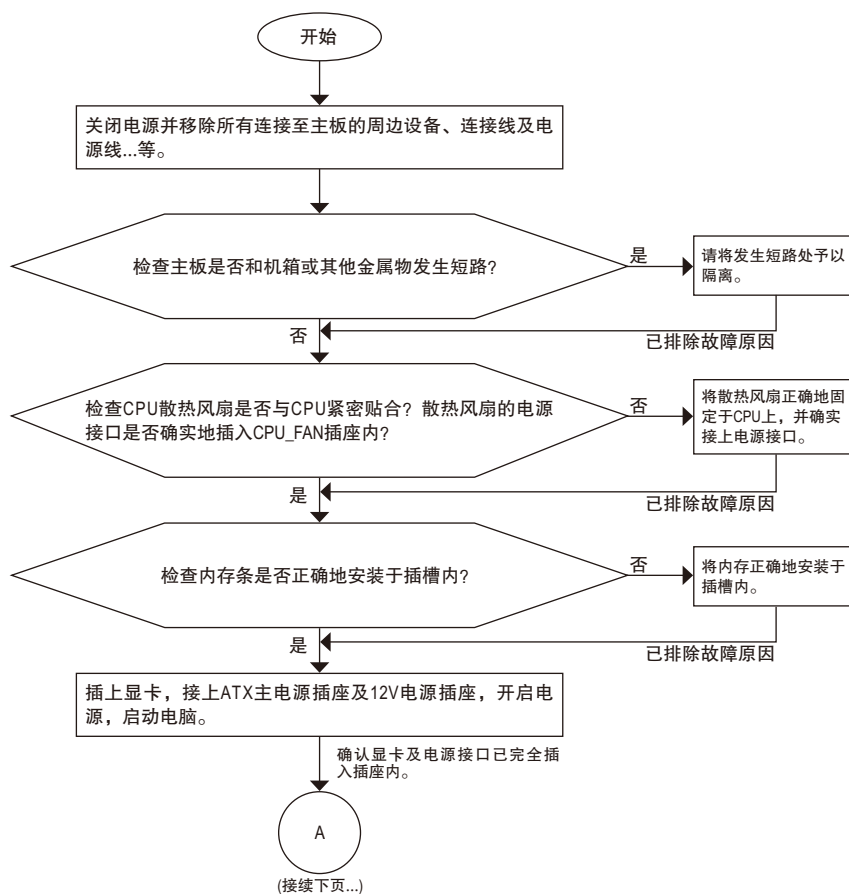 开始
关闭电源并移除所有连接至主板的周边设备、连接线及电
源线...等。
检查主板是否和机箱或其他金属物发生短路?
是
请将发生短路处予以
隔离。
否
已排除故障原因
检查CPU散热风扇是否与CPU紧密贴合? 散热风扇的电源
接口是否确实地插入CPU_FAN插座内?
否
将散热风扇正确地固
定于CPU上,并确实
接上电源接口。
是
已排除故障原因
检查内存条是否正确地安装于插槽内?
否
将内存正确地安装于
插槽内。
是
已排除故障原因
插上显卡,接上ATX主电源插座及12V电源插座,开启电
源,启动电脑。
确认显卡及电源接口已完全插
入插座内。
A
(接续下页...)